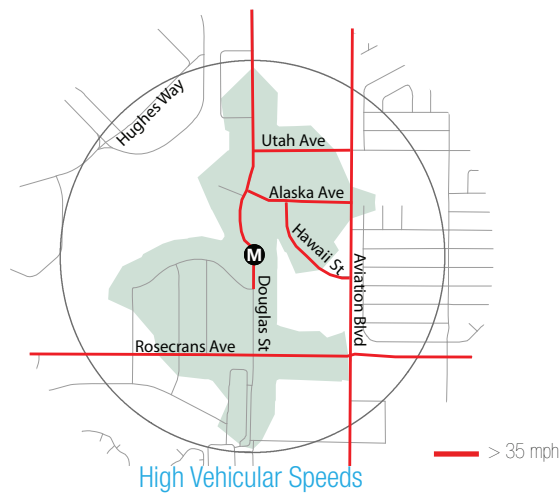 Hughes Way
Utah Ave
Alaska Ave
Hawaii St
M
Aviation Blvd
Douglas St
Rosecrans Ave
> 35 mph
High Vehicular Speeds